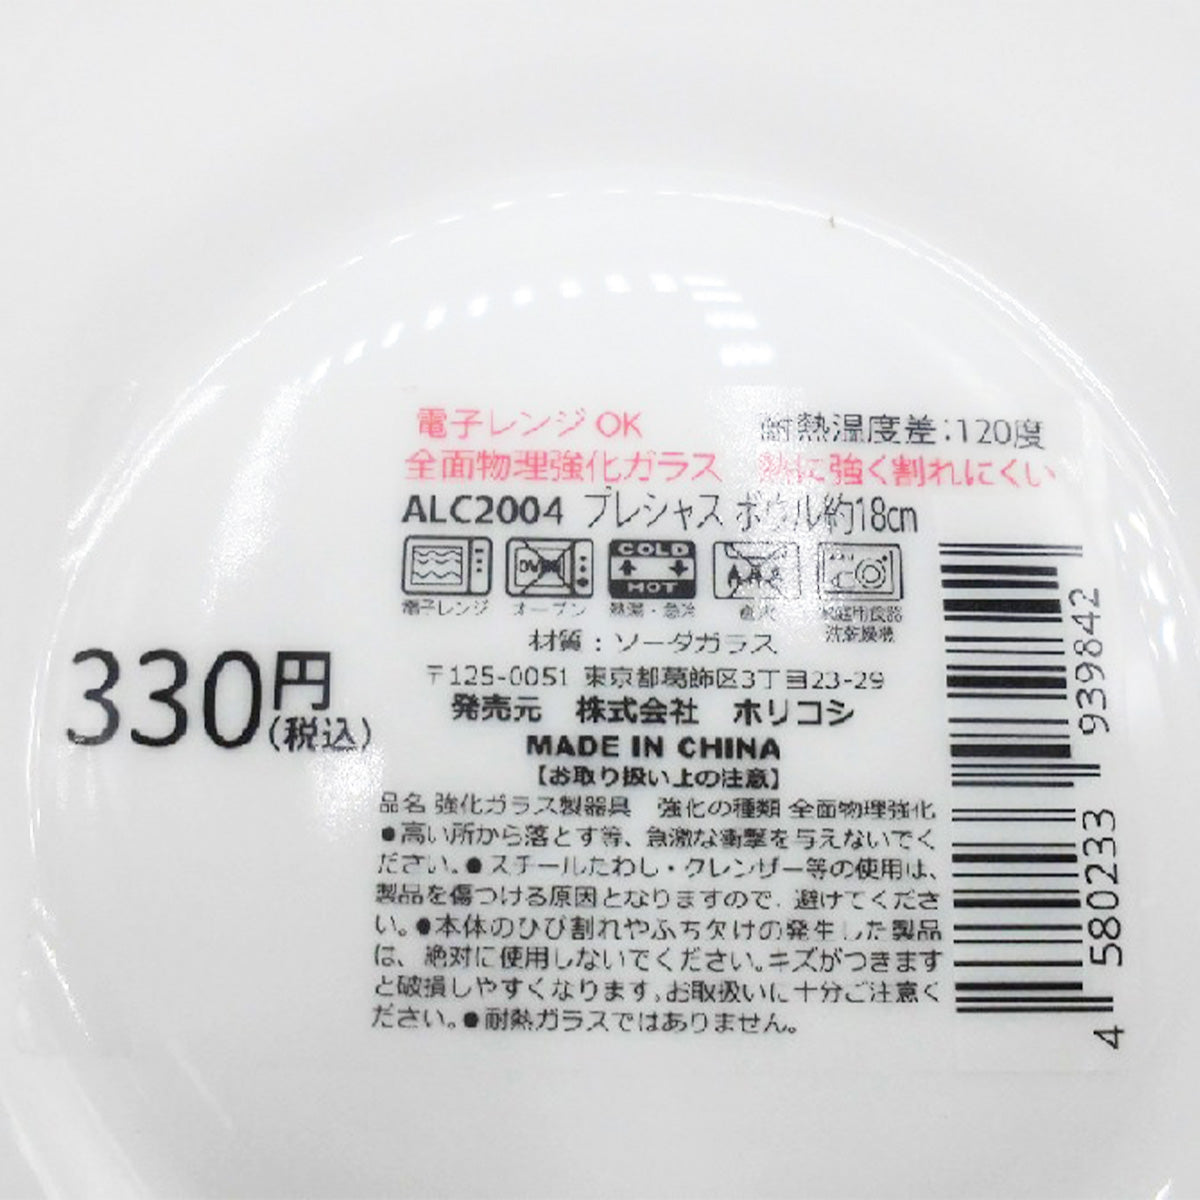 電子レンジOK 耐熱温度差:120度
全面物理強化ガラス 熱に強く割れにくい
ALC2004 プレシャス ボウル約18cm
OVEN COLD HOT
電子レンジ オーブン 熱湯・急冷 直火 家庭用食器洗乾燥機
材質:ソーダガラス
〒125-0051 東京都葛飾区3丁目23-29
発売元 株式会社 ホリコシ
MADE IN CHINA
330円(税込)
【お取り扱い上の注意】
品名 強化ガラス製器具 強化の種類 全面物理強化
●高い所から落とす等、急激な衝撃を与えないでく
ださい。●スチールたわし・クレンザー等の使用は、
製品を傷つける原因となりますので、避けてくださ
い。●本体のひび割れやふち欠けの発生した製品
は、絶対に使用しないでください。キズがつきます
と破損しやすくなります。お取扱いに十分ご注意く
ださい。●耐熱ガラスではありません。
4 580233 939842